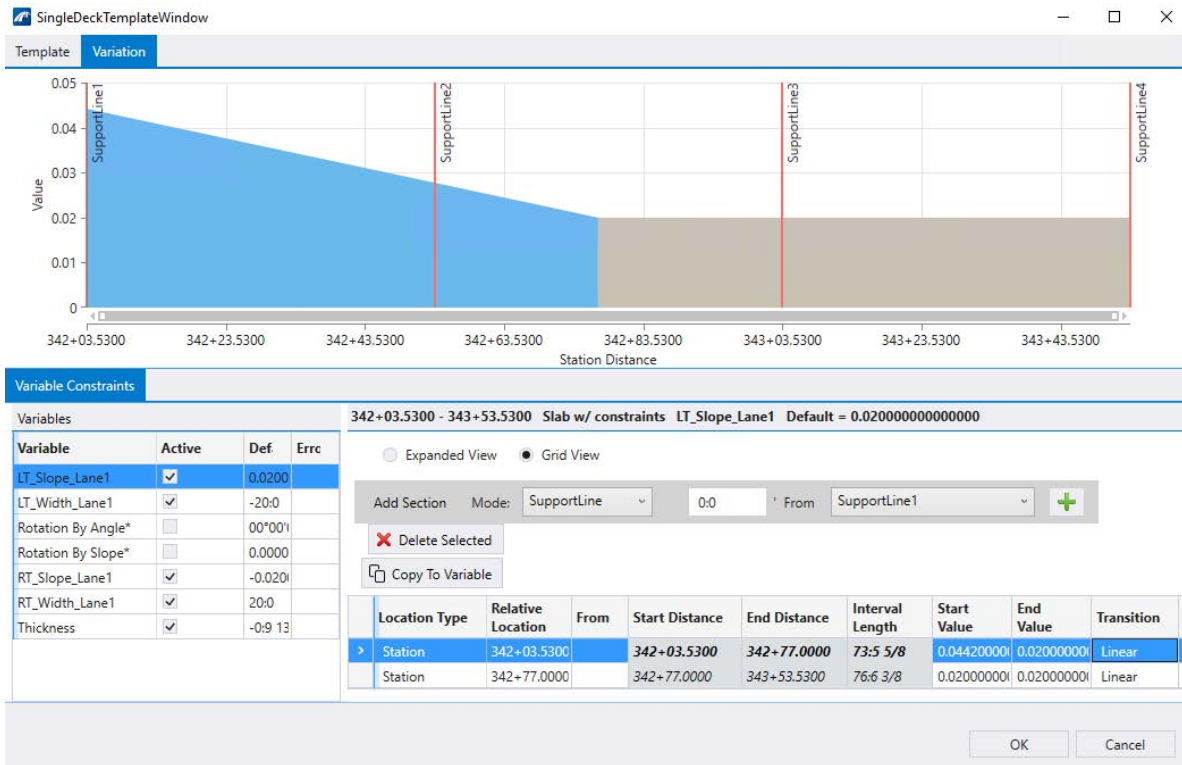 SingleDeckTemplateWindow
Template Variation
0.05
0.04
0.03
0.02
0.01
0
Value
SupportLine1
SupportLine2
SupportLine3
SupportLine4
342+03.5300 342+23.5300 342+43.5300 342+63.5300 342+83.5300 343+03.5300 343+23.5300 343+43.5300
Station Distance
Variable Constraints
Variables
Variable Active Def. Errc
LT_Slope_Lane1 0.0200
LT_Width_Lane1 -20:0
Rotation By Angle* 00°00'(
Rotation By Slope* 0.0000
RT_Slope_Lane1 -0.020(
RT_Width_Lane1 20:0
Thickness -0:9 13
342+03.5300 - 343+53.5300 Slab w/ constraints LT_Slope_Lane1 Default = 0.020000000000000
Expanded View Grid View
Add Section Mode: SupportLine 0:0 ' From SupportLine1
Delete Selected
Copy To Variable
Location Type Relative Location From Start Distance End Distance Interval Length Start Value End Value Transition
> Station 342+03.5300 342+03.5300 342+77.0000 73:5 5/8 0.04420000( 0.02000000( Linear
Station 342+77.0000 342+77.0000 343+53.5300 76:6 3/8 0.02000000( 0.02000000( Linear
OK Cancel